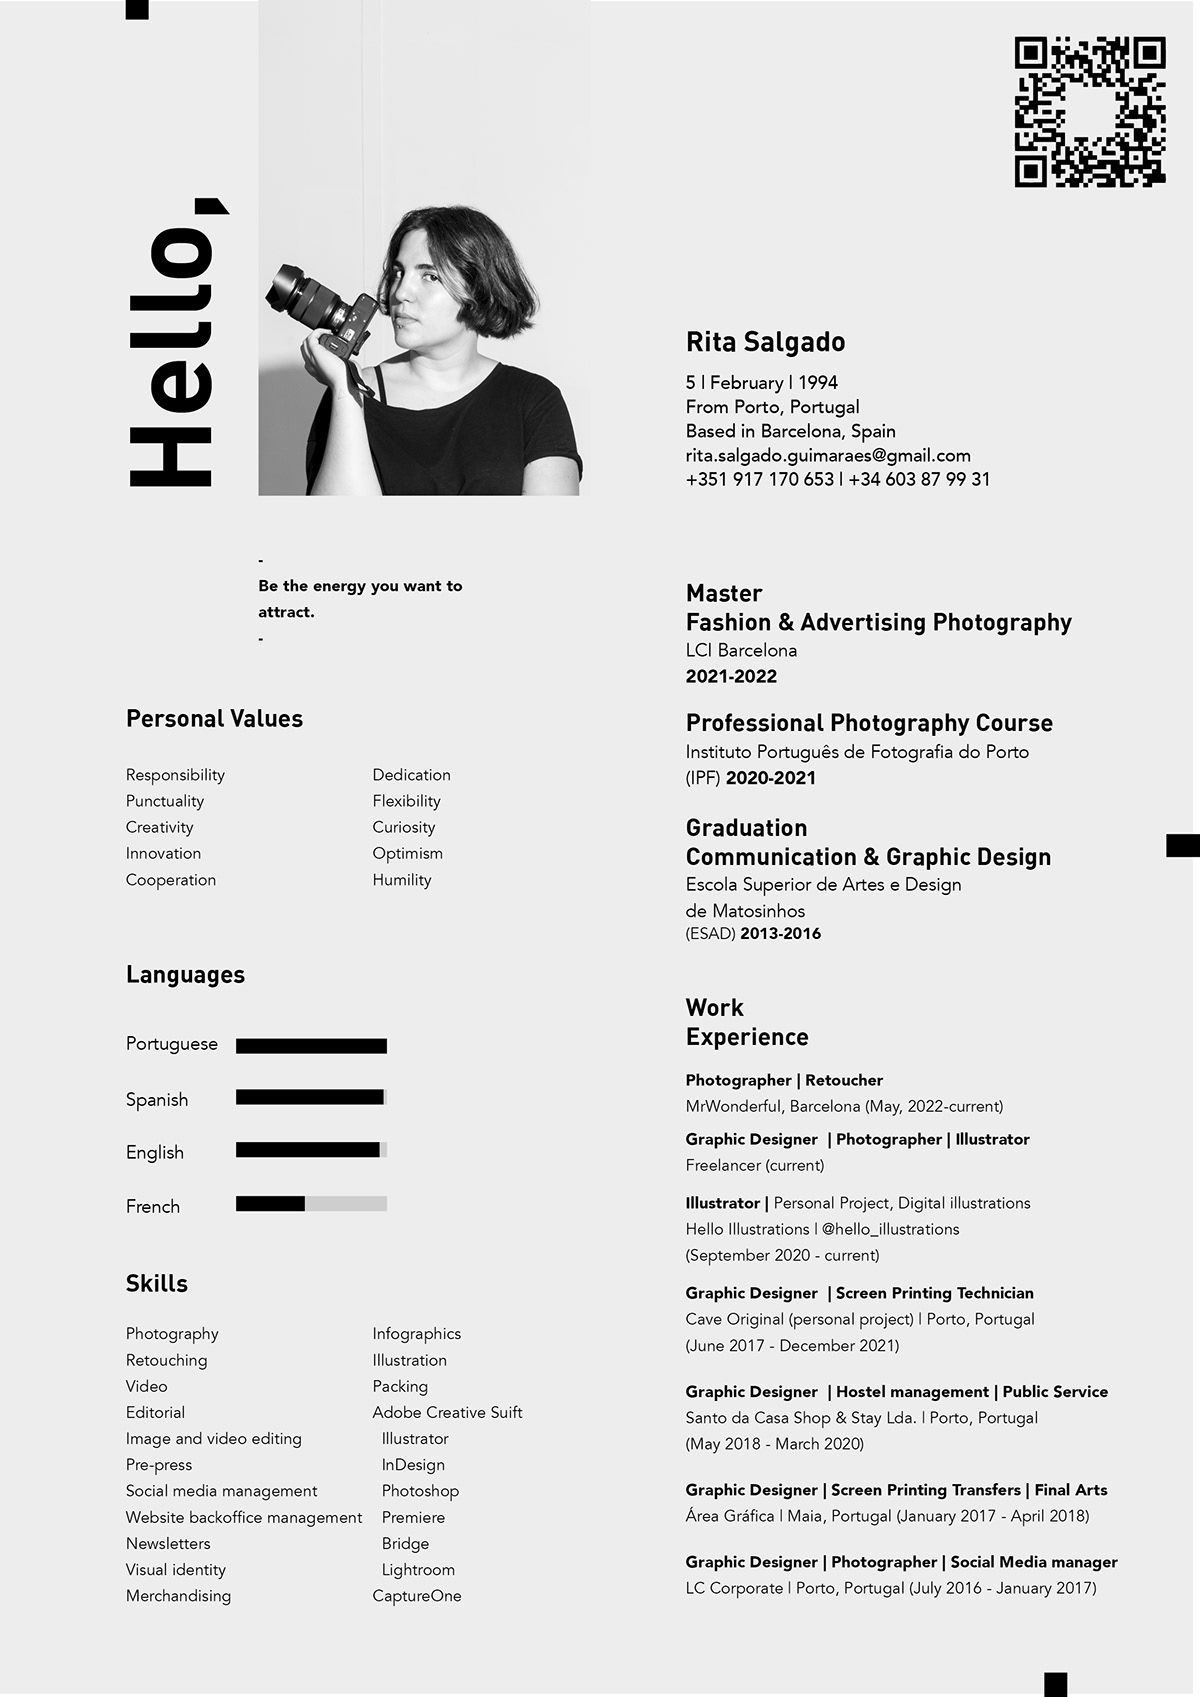 Hello,
Rita Salgado
5 | February | 1994
From Porto, Portugal
Based in Barcelona, Spain
rita.salgado.guimaraes@gmail.com
+351 917 170 653 | +34 603 87 99 31
-
Be the energy you want to
attract.
-
Personal Values
Responsibility
Punctuality
Creativity
Innovation
Cooperation
Dedication
Flexibility
Curiosity
Optimism
Humility
Languages
Portuguese
Spanish
English
French
Skills
Photography
Retouching
Video
Editorial
Image and video editing
Pre-press
Social media management
Website backoffice management
Newsletters
Visual identity
Merchandising
Infographics
Illustration
Packing
Adobe Creative Suift
Illustrator
InDesign
Photoshop
Premiere
Bridge
Lightroom
CaptureOne
Master
Fashion & Advertising Photography
LCI Barcelona
2021-2022
Professional Photography Course
Instituto Português de Fotografia do Porto
(IPF) 2020-2021
Graduation
Communication & Graphic Design
Escola Superior de Artes e Design
de Matosinhos
(ESAD) 2013-2016
Work
Experience
Photographer | Retoucher
MrWonderful, Barcelona (May, 2022-current)
Graphic Designer | Photographer | Illustrator
Freelancer (current)
Illustrator | Personal Project, Digital illustrations
Hello Illustrations | @hello_illustrations
(September 2020 - current)
Graphic Designer | Screen Printing Technician
Cave Original (personal project) | Porto, Portugal
(June 2017 - December 2021)
Graphic Designer | Hostel management | Public Service
Santo da Casa Shop & Stay Lda. | Porto, Portugal
(May 2018 - March 2020)
Graphic Designer | Screen Printing Transfers | Final Arts
Área Gráfica | Maia, Portugal (January 2017 - April 2018)
Graphic Designer | Photographer | Social Media manager
LC Corporate | Porto, Portugal (July 2016 - January 2017)